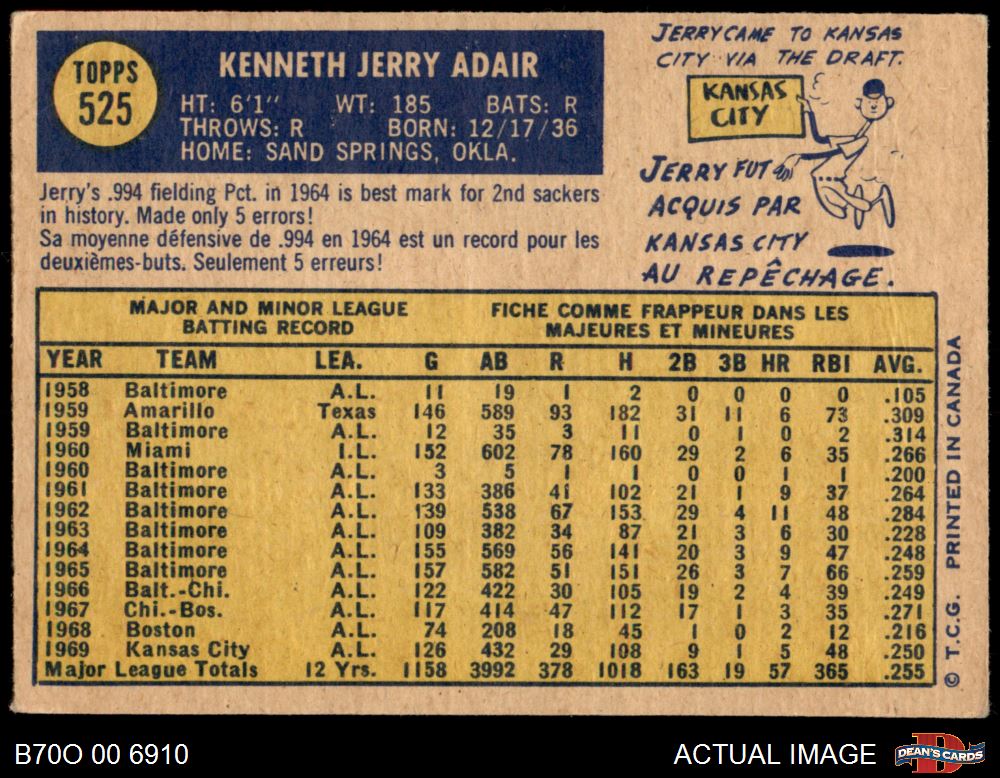 TOPPS
525
KENNETH JERRY ADAIR
HT: 6'1" WT: 185 BATS: R
THROWS: R BORN: 12/17/36
HOME: SAND SPRINGS, OKLA.
Jerry's .994 fielding Pct. in 1964 is best mark for 2nd sackers
in history. Made only 5 errors!
Sa moyenne défensive de .994 en 1964 est un record pour les
deuxièmes-buts. Seulement 5 erreurs!
JERRY CAME TO KANSAS
CITY VIA THE DRAFT.
KANSAS
CITY
JERRY FUT
ACQUIS PAR
KANSAS CITY
AU REPÊCHAGE.
MAJOR AND MINOR LEAGUE
BATTING RECORD
FICHE COMME FRAPPEUR DANS LES
MAJEURES ET MINEURES
YEAR TEAM LEA. G AB R H 2B 3B HR RBI AVG.
1958 Baltimore A.L. 11 19 1 2 0 0 0 0 .105
1959 Amarillo Texas 146 589 93 182 31 11 6 73 .309
1959 Baltimore A.L. 12 35 3 11 0 1 0 2 .314
1960 Miami I.L. 152 602 78 160 29 2 6 35 .266
1960 Baltimore A.L. 3 5 1 1 0 0 1 1 .200
1961 Baltimore A.L. 133 386 41 102 21 1 9 37 .264
1962 Baltimore A.L. 139 538 67 153 29 4 11 48 .284
1963 Baltimore A.L. 109 382 34 87 21 3 6 30 .228
1964 Baltimore A.L. 155 569 56 141 20 3 9 47 .248
1965 Baltimore A.L. 157 582 51 151 26 3 7 66 .259
1966 Balt.-Chi. A.L. 122 422 30 105 19 2 4 39 .249
1967 Chi.-Bos. A.L. 117 414 47 112 17 1 3 35 .271
1968 Boston A.L. 74 208 18 45 1 0 2 12 .216
1969 Kansas City A.L. 126 432 29 108 9 1 5 48 .250
Major League Totals 12 Yrs. 1158 3992 378 1018 163 19 57 365 .255
© T.C.G. PRINTED IN CANADA
B70O 00 6910
ACTUAL IMAGE
DEAN'S CARDS